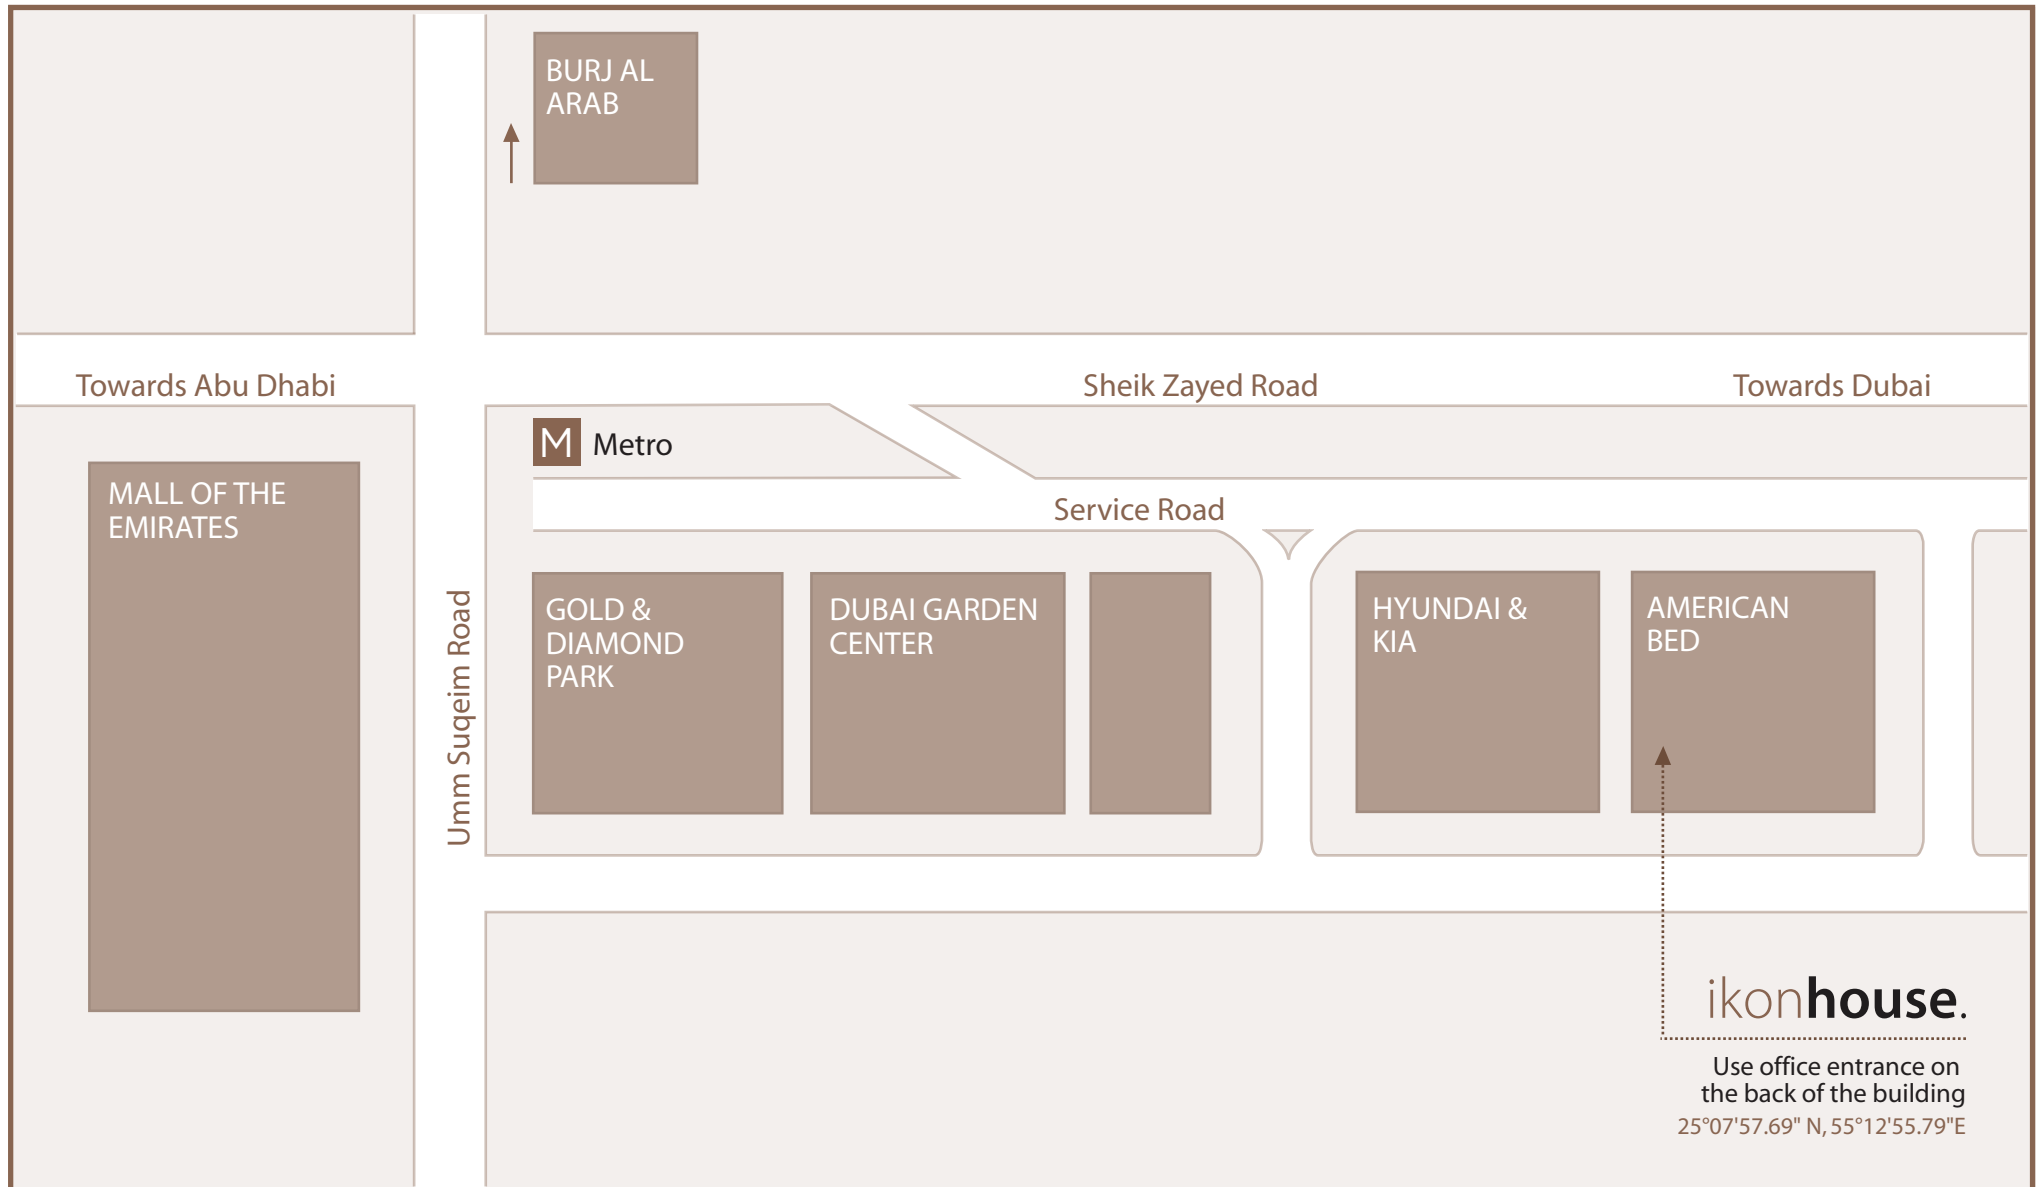 BURJ AL
ARAB
Towards Abu Dhabi
Sheik Zayed Road
Towards Dubai
M Metro
MALL OF THE
EMIRATES
Service Road
Umm Suqeim Road
GOLD &
DIAMOND
PARK
DUBAI GARDEN
CENTER
HYUNDAI &
KIA
AMERICAN
BED
ikonhouse.
Use office entrance on
the back of the building
25°07'57.69" N, 55°12'55.79"E